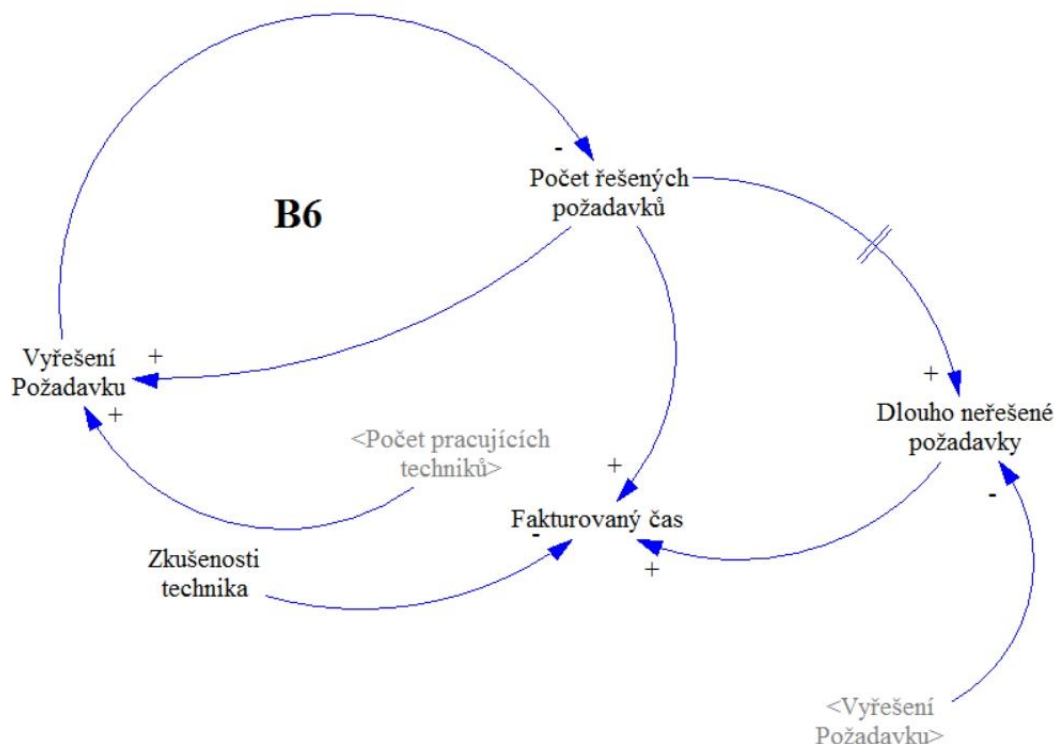 -
Počet řešených
požadavků
B6
Vyřešení
Požadavku
+
+
+
Dlouho neřešené
požadavky
<Počet pracujících
techniků>
+
-
Fakturovaný čas
-
+
Zkušenosti
technika
<Vyřešení
Požadavku>